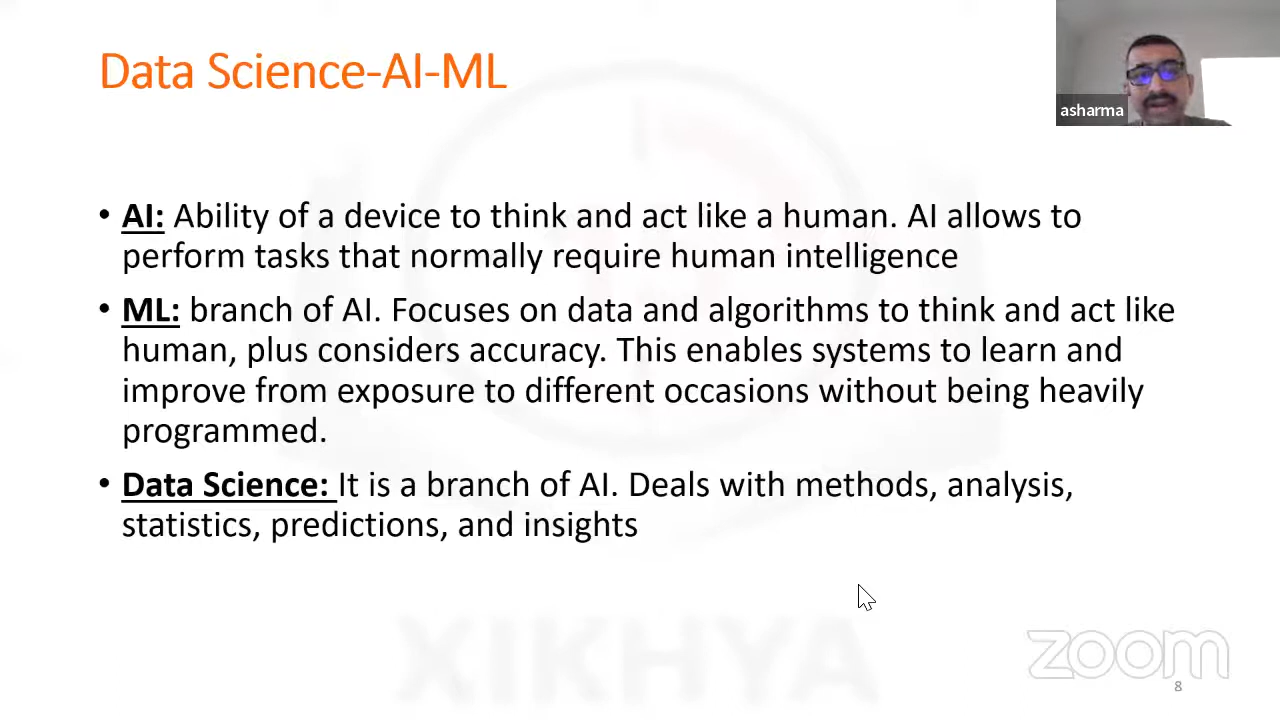 Data Science-AI-ML
asharma
• AI: Ability of a device to think and act like a human. AI allows to
perform tasks that normally require human intelligence
• ML: branch of AI. Focuses on data and algorithms to think and act like
human, plus considers accuracy. This enables systems to learn and
improve from exposure to different occasions without being heavily
programmed.
• Data Science: It is a branch of AI. Deals with methods, analysis,
statistics, predictions, and insights
XIKHYA
zoom
8